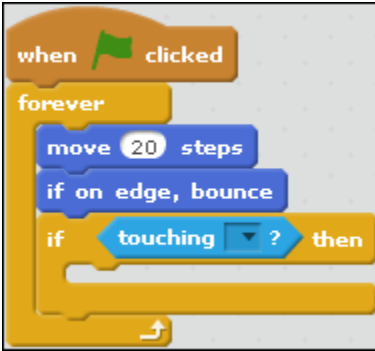 when clicked
forever
move 20 steps
if on edge, bounce
if touching ? then